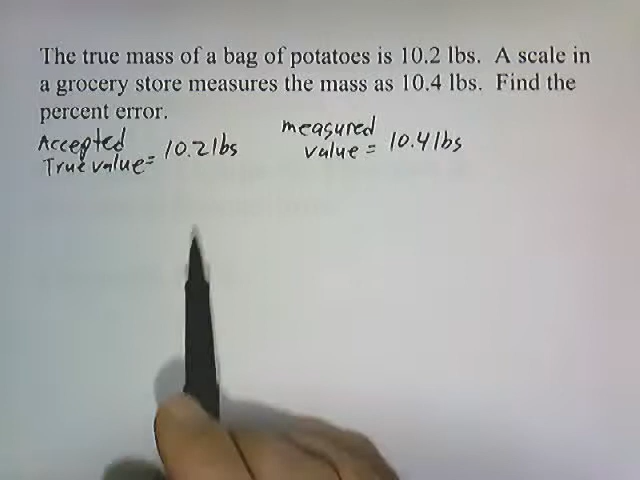 The true mass of a bag of potatoes is 10.2 lbs. A scale in
a grocery store measures the mass as 10.4 lbs. Find the
percent error.
Accepted
True value = 10.2 lbs
measured
value = 10.4 lbs